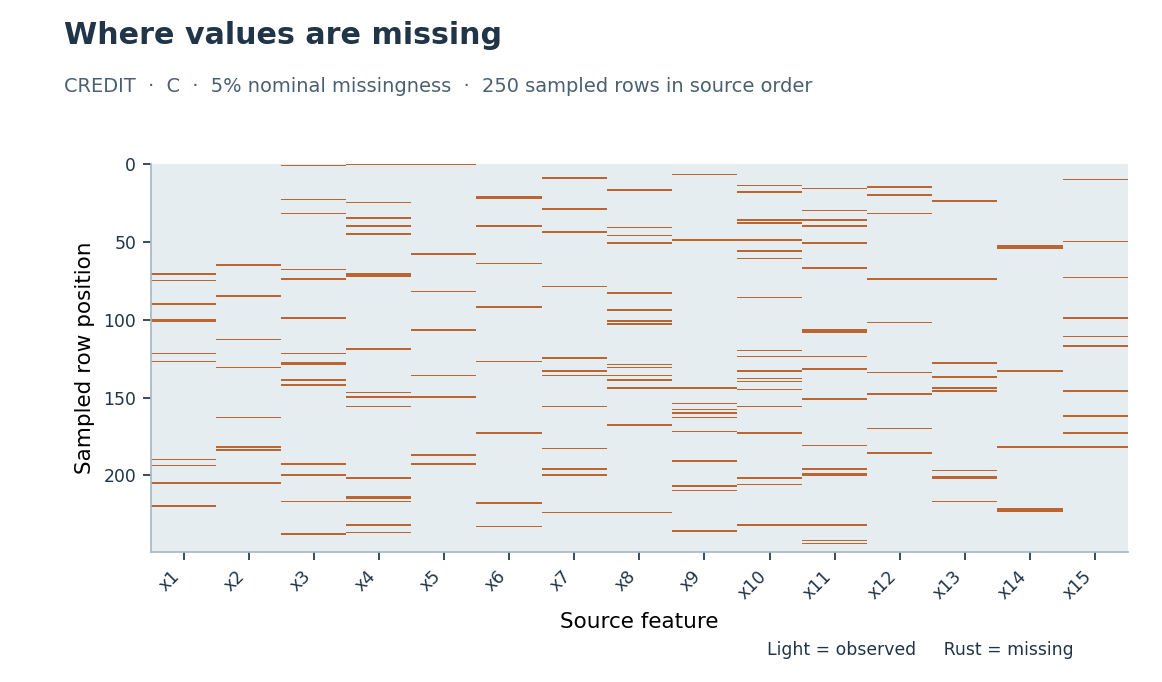 Where values are missing
CREDIT · C · 5% nominal missingness · 250 sampled rows in source order
Sampled row position
0
50
100
150
200
x1 x2 x3 x4 x5 x6 x7 x8 x9 x10 x11 x12 x13 x14 x15
Source feature
Light = observed Rust = missing